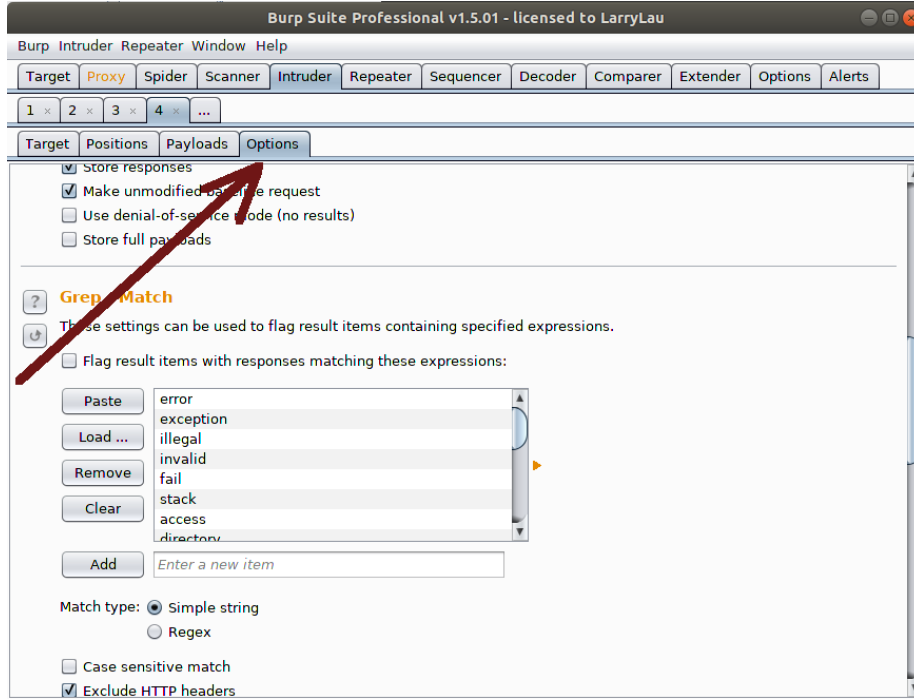 Burp Suite Professional v1.5.01 - licensed to LarryLau
Burp Intruder Repeater Window Help
Target Proxy Spider Scanner Intruder Repeater Sequencer Decoder Comparer Extender Options Alerts
1 × 2 × 3 × 4 × ...
Target Positions Payloads Options
Store responses
Make unmodified baseline request
Use denial-of-service mode (no results)
Store full payloads
? Grep - Match
These settings can be used to flag result items containing specified expressions.
Flag result items with responses matching these expressions:
Paste
Load ...
Remove
Clear
error
exception
illegal
invalid
fail
stack
access
directory
Add Enter a new item
Match type: Simple string
Regex
Case sensitive match
Exclude HTTP headers